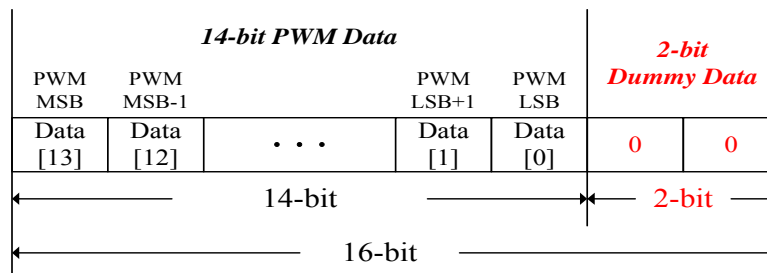 14-bit PWM Data
2-bit
Dummy Data
PWM MSB
PWM MSB-1
PWM LSB+1
PWM LSB
Data [13]
Data [12]
. . .
Data [1]
Data [0]
0
0
14-bit
2-bit
16-bit